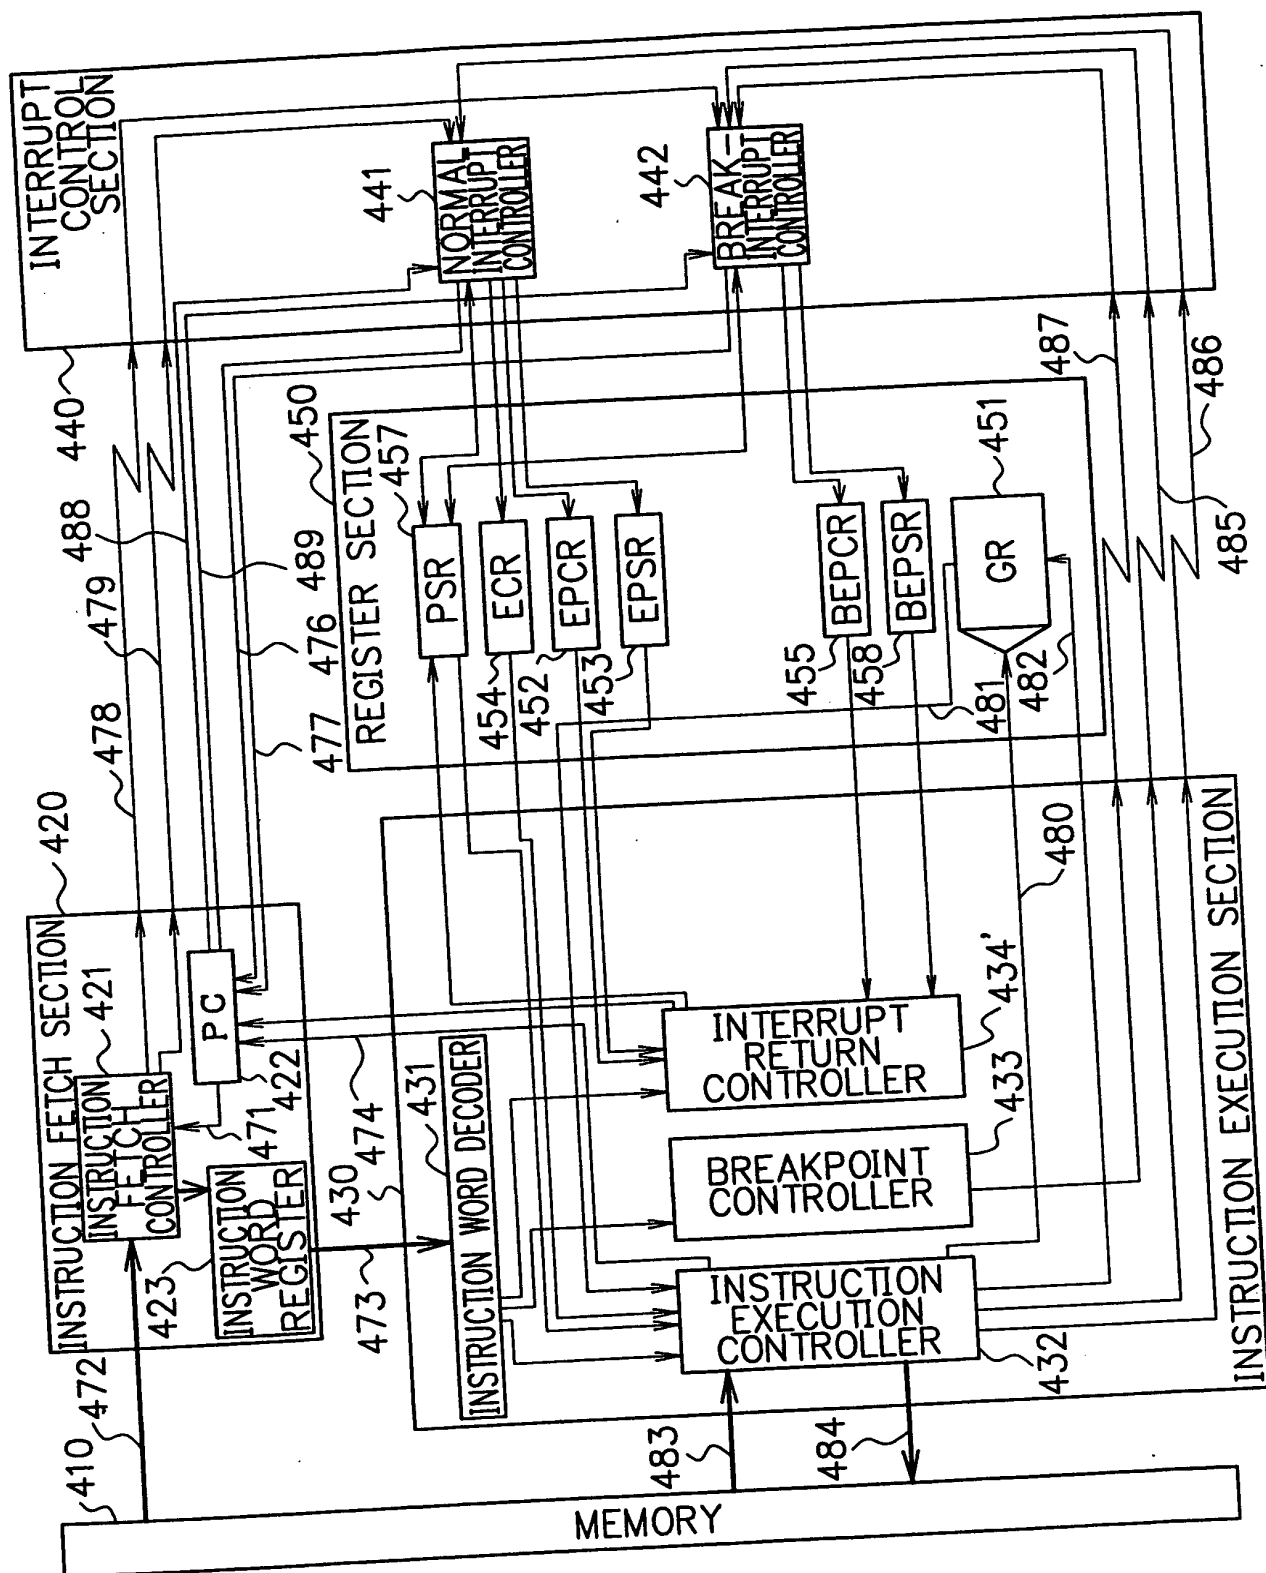 INTERRUPT
CONTROL
SECTION
440
NORMAL
INTERRUPT
CONTROLLER
441
BREAK-
INTERRUPT
CONTROLLER
442
478
479
488
489
476
477
450
REGISTER SECTION
457
PSR
ECR
454
EPCR
452
EPSR
453
BEPCR
455
BEPSR
458
GR
451
481
482
480
487
486
485
INSTRUCTION FETCH SECTION
420
INSTRUCTION
FETCH
CONTROLLER
421
PC
422
471
INSTRUCTION
WORD
REGISTER
423
474
430
473
INSTRUCTION WORD DECODER
431
INTERRUPT
RETURN
CONTROLLER
434'
BREAKPOINT
CONTROLLER
433
INSTRUCTION
EXECUTION
CONTROLLER
432
INSTRUCTION EXECUTION SECTION
472
410
483
484
MEMORY